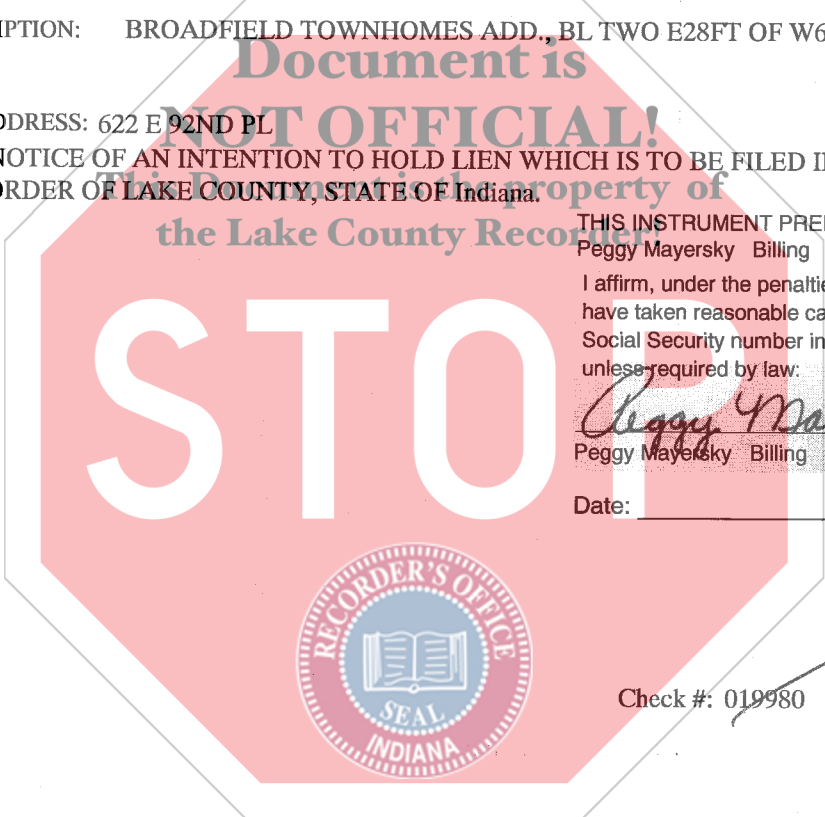 IPTION: BROADFIELD TOWNHOMES ADD., BL TWO E28FT OF W6
Document is
NOT OFFICIAL!
DDRESS: 622 E 92ND PL
NOTICE OF AN INTENTION TO HOLD LIEN WHICH IS TO BE FILED I
ORDER OF LAKE COUNTY, STATE OF Indiana.
This Document is the property of
the Lake County Recorder!
THIS INSTRUMENT PRE
Peggy Mayersky Billing
I affirm, under the penaltie
have taken reasonable ca
Social Security number in
unless required by law:
Peggy Ma
Peggy Mayersky Billing
Date:
STOP
RECORDER'S OFFICE
SEAL
INDIANA
Check #: 019980